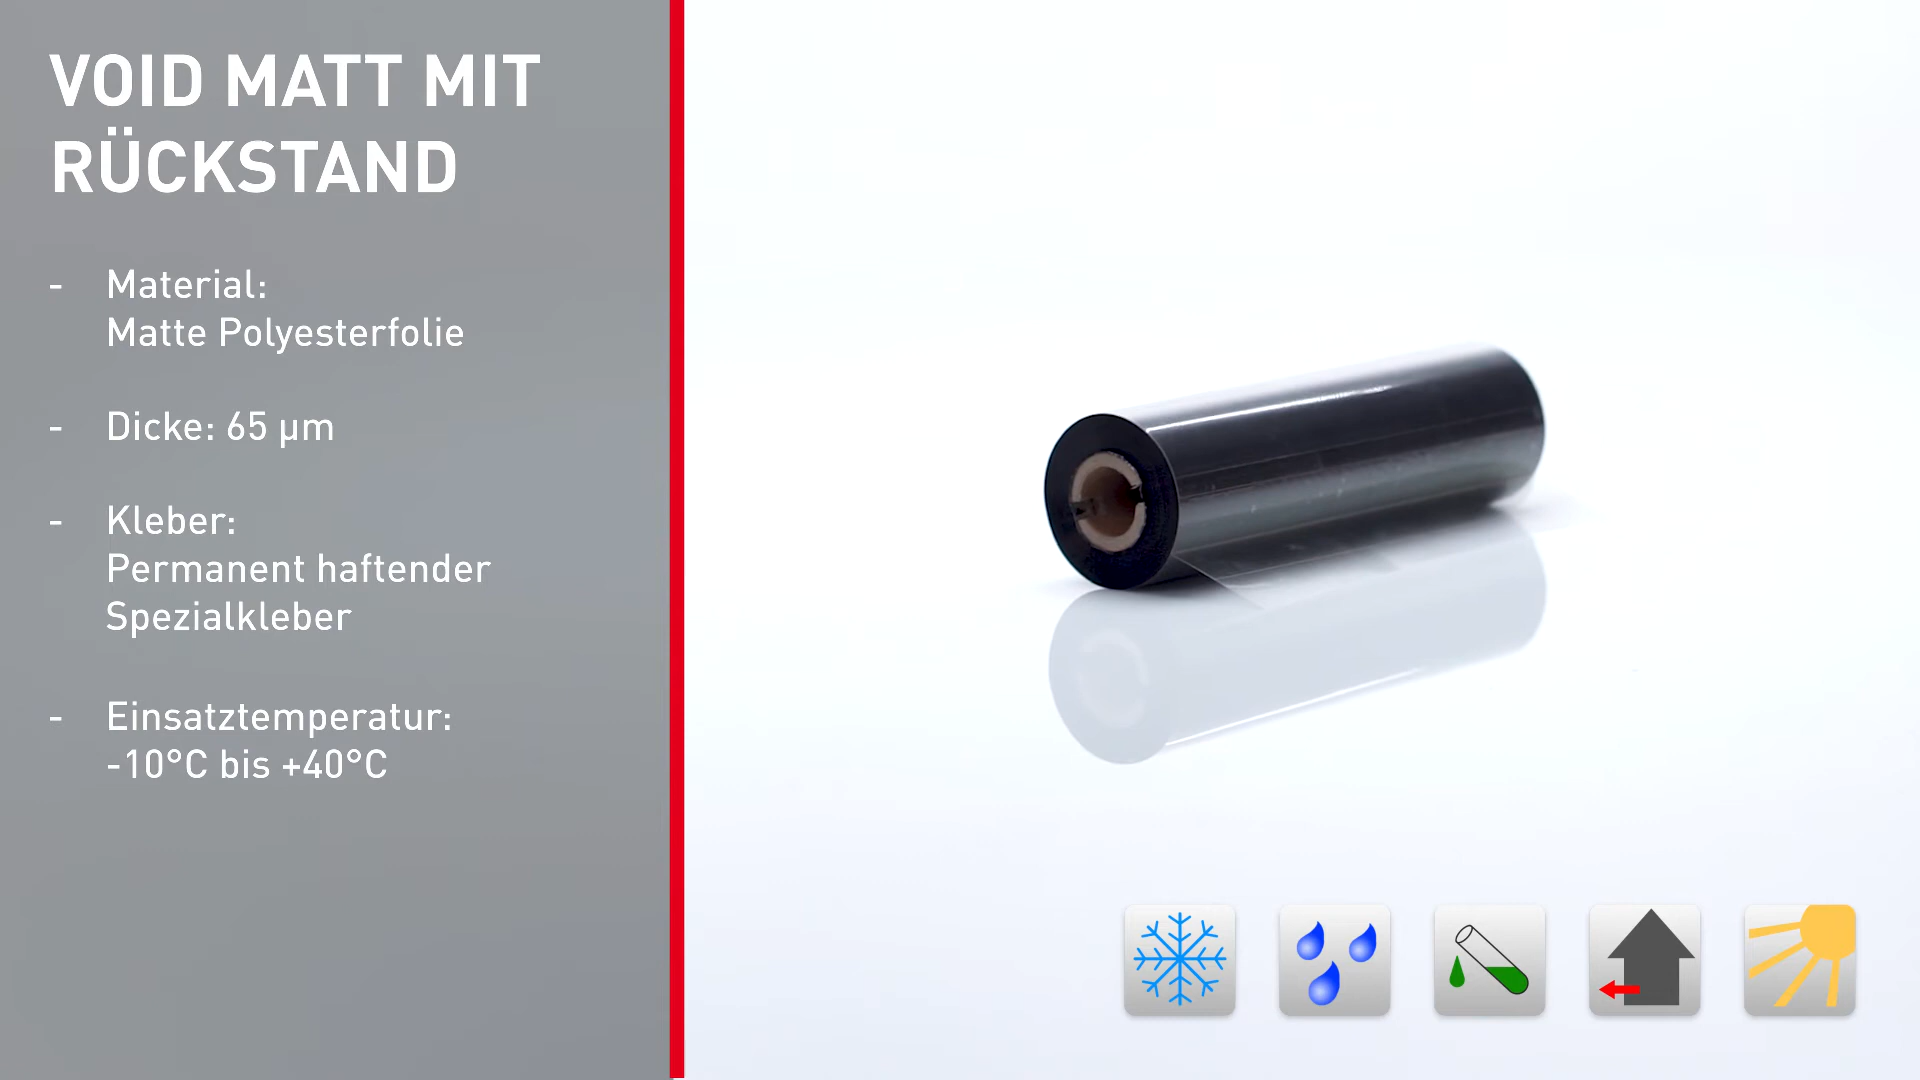 VOID MATT MIT
RÜCKSTAND
- Material:
Matte Polyesterfolie
- Dicke: 65 µm
- Kleber:
Permanent haftender
Spezialkleber
- Einsatztemperatur:
-10°C bis +40°C